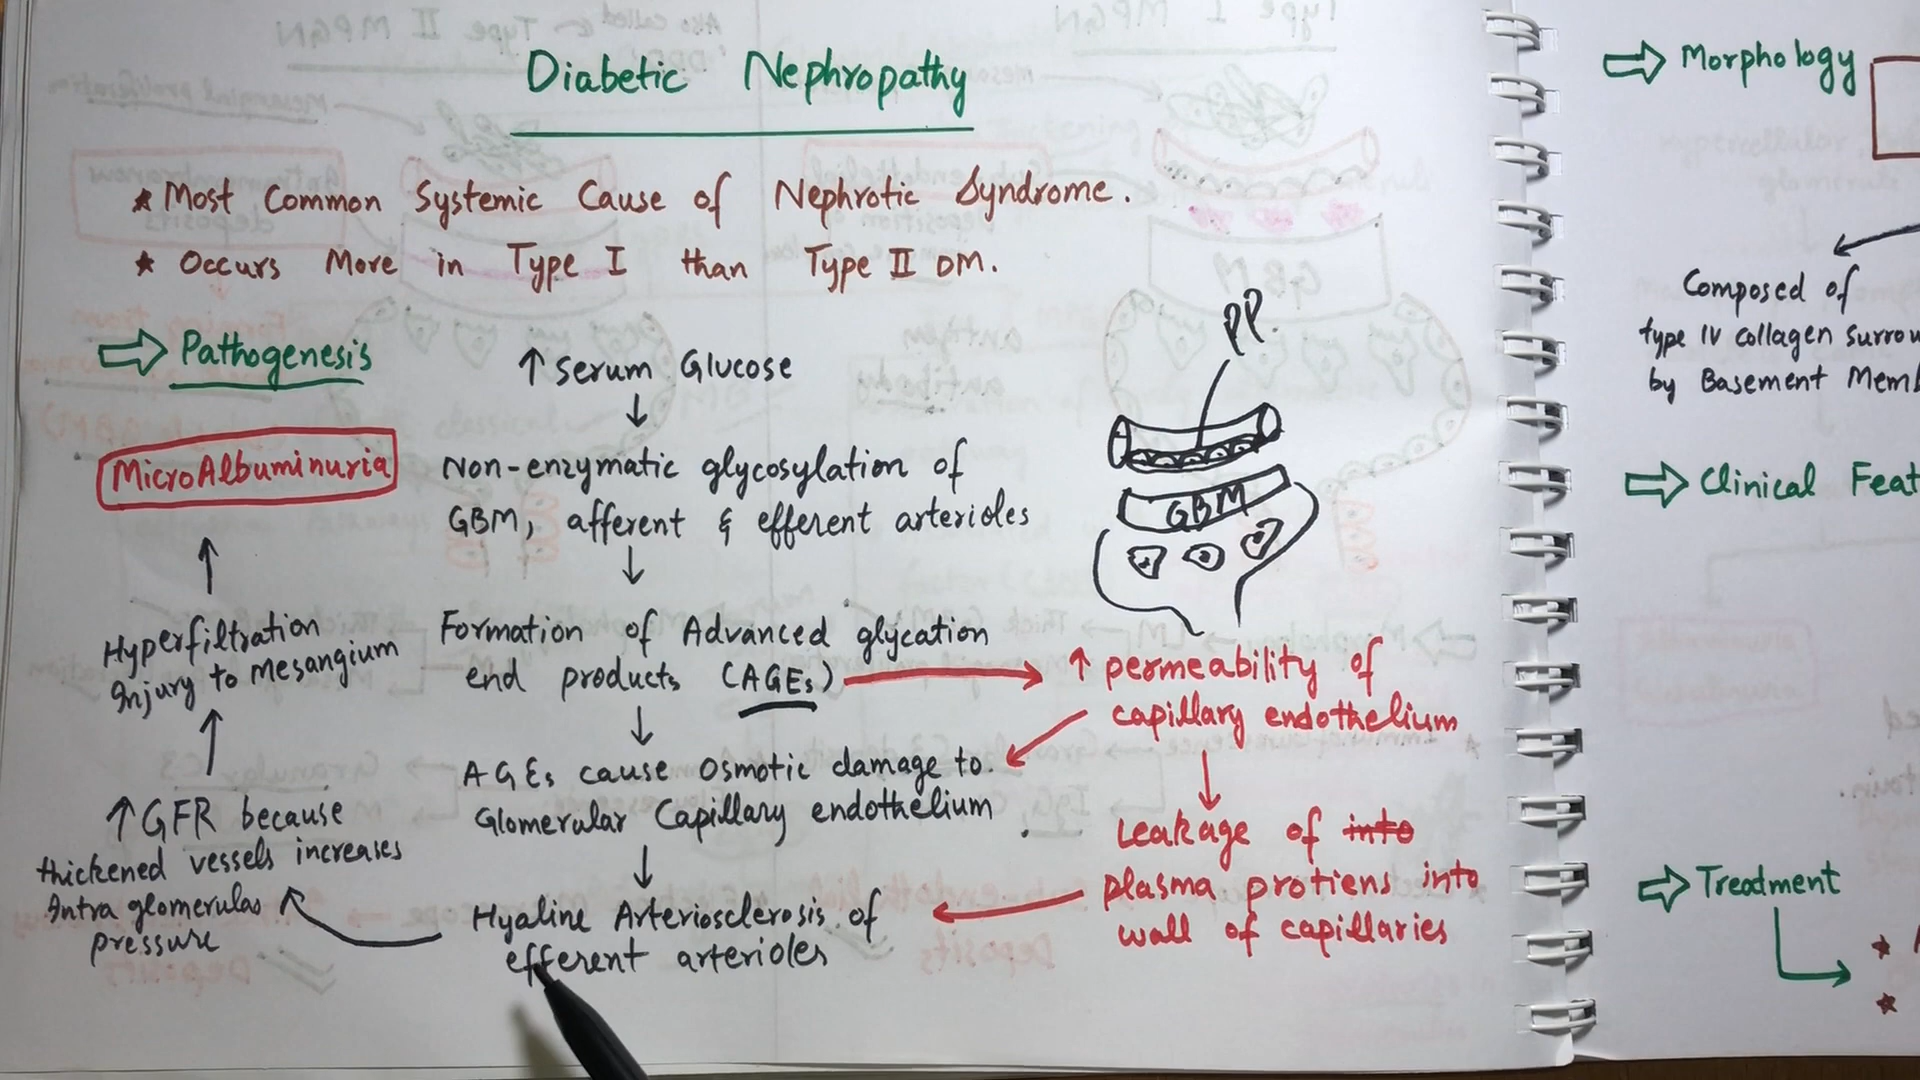 Diabetic Nephropathy
★ Most Common Systemic Cause of Nephrotic Syndrome.
★ Occurs More in Type I than Type II DM.
⇨ Pathogenesis
↑ serum Glucose
↓
Non-enzymatic glycosylation of
GBM, afferent & efferent arterioles
↓
Formation of Advanced glycation
end products (AGEs) →
↓
AGEs cause osmotic damage to
Glomerular Capillary endothelium
↓
Hyaline Arteriosclerosis of
efferent arterioles
PP.
GBM
↑ permeability of
capillary endothelium
↓
Leakage of into
plasma protiens into
wall of capillaries
↑ GFR because
thickened vessels increases
Intra glomerular
pressure
↑
Hyperfiltration
Injury to Mesangium
↑
MicroAlbuminuria
⇨ Morphology
Composed of
type IV collagen surrou
by Basement Memb
⇨ Clinical Feat
⇨ Treatment
★
★